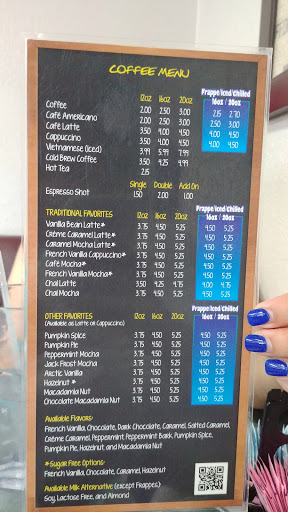 COFFEE MENU
12oz 16oz 20oz
Frappe/Iced/Chilled
16oz / 20oz
Coffee 2.00 2.50 3.00 2.15 2.70
Café Americano 2.00 2.50 3.00 2.50 3.00
Café Latte 3.50 4.00 4.50 4.00 4.50
Cappuccino 3.50 4.00 4.50 4.00 4.50
Vietnamese (iced) 3.99 5.99 7.99
Cold Brew Coffee 3.50 4.25 4.99
Hot Tea 2.15
Single Double Add On
Espresso Shot 1.50 2.00 1.00
Frappe/Iced/Chilled
TRADITIONAL FAVORITES 12oz 16oz 20oz 16oz / 20oz
Vanilla Bean Latte* 3.75 4.50 5.25 4.50 5.25
Crème Caramel Latte* 3.75 4.50 5.25 4.50 5.25
Caramel Mocha Latte* 3.75 4.50 5.25 4.50 5.25
French Vanilla Cappuccino* 3.75 4.50 5.25 4.50 5.25
Café Mocha* 3.75 4.50 5.25 4.50 5.25
French Vanilla Mocha* 3.75 4.50 5.25 4.50 5.25
Chai Latte 3.75 4.75 5.25 4.50 5.25
Chai Mocha 3.75 4.50 5.25 4.50 5.25
Frappe/Iced/Chilled
OTHER FAVORITES 12oz 16oz 20oz 16oz / 20oz
(Available as Latte or Cappuccino)
Pumpkin Spice 3.75 4.50 5.25 4.50 5.25
Pumpkin Pie 3.75 4.50 5.25 4.50 5.25
Peppermint Mocha 3.75 4.50 5.25 4.50 5.25
Jack Frost Mocha 3.75 4.50 5.25 4.50 5.25
Arctic Vanilla 3.75 4.50 5.25 4.50 5.25
Hazelnut * 3.75 4.50 5.25 4.50 5.25
Macadamia Nut 3.75 4.50 5.25 4.50 5.25
Chocolate Macadamia Nut 3.75 4.50 5.25 4.50 5.25
Available Flavors:
French Vanilla, Chocolate, Dark Chocolate, Caramel, Salted Caramel,
Crème Caramel, Peppermint, Peppermint Bark, Pumpkin Spice,
Pumpkin Pie, Hazelnut, and Macadamia Nut
*Sugar Free Options:
French Vanilla, Chocolate, Caramel, Hazelnut
Available Milk Alternative (except Frappes)
Soy, Lactose Free, and Almond